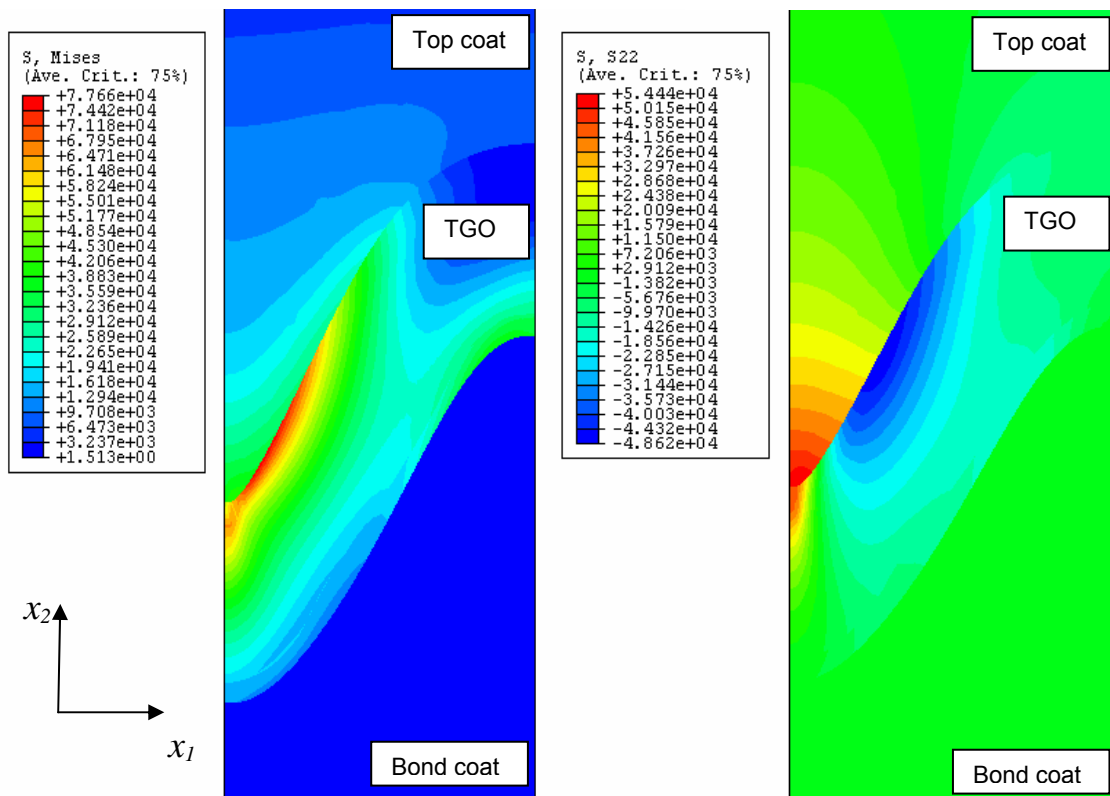 S, Mises
(Ave. Crit.: 75%)
+7.766e+04
+7.442e+04
+7.118e+04
+6.795e+04
+6.471e+04
+6.148e+04
+5.824e+04
+5.501e+04
+5.177e+04
+4.854e+04
+4.530e+04
+4.206e+04
+3.883e+04
+3.559e+04
+3.236e+04
+2.912e+04
+2.589e+04
+2.265e+04
+1.941e+04
+1.618e+04
+1.294e+04
+9.708e+03
+6.473e+03
+3.237e+03
+1.513e+00
Top coat
TGO
Bond coat
x2
x1
S, S22
(Ave. Crit.: 75%)
+5.444e+04
+5.015e+04
+4.585e+04
+4.156e+04
+3.726e+04
+3.297e+04
+2.868e+04
+2.438e+04
+2.009e+04
+1.579e+04
+1.150e+04
+7.206e+03
+2.912e+03
-1.382e+03
-5.676e+03
-9.970e+03
-1.426e+04
-1.856e+04
-2.285e+04
-2.715e+04
-3.144e+04
-3.573e+04
-4.003e+04
-4.432e+04
-4.862e+04
Top coat
TGO
Bond coat